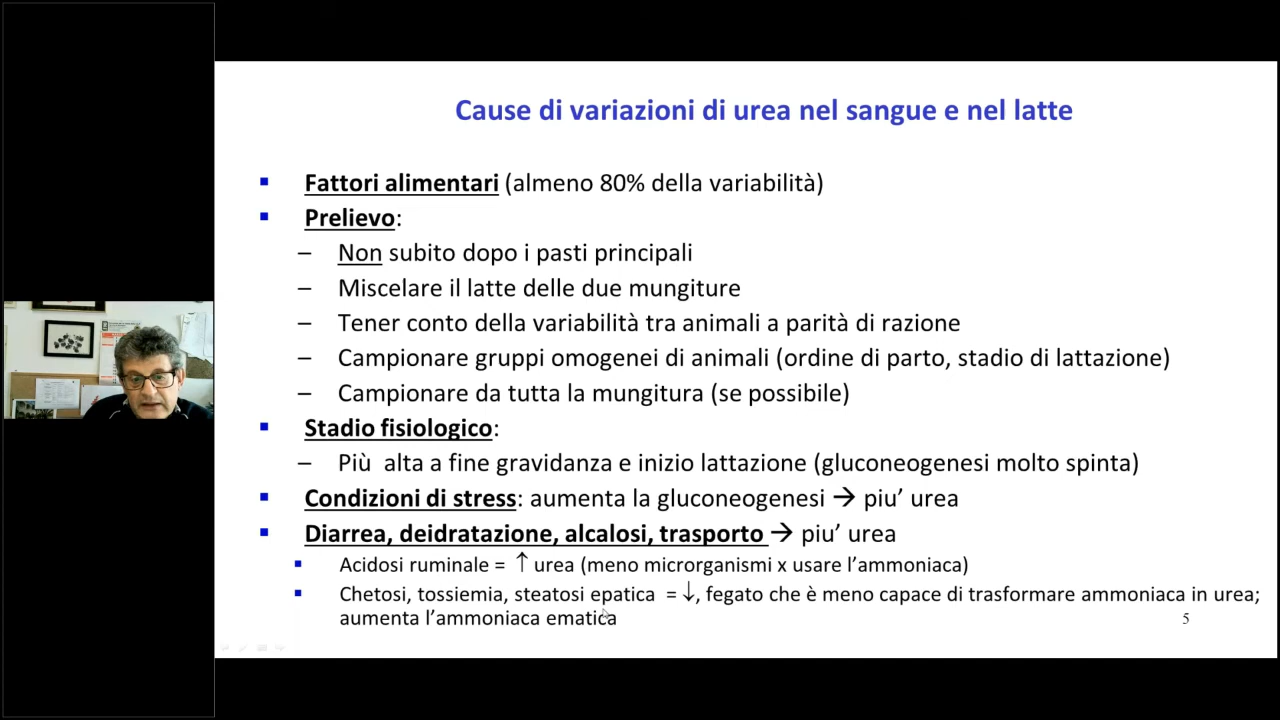 Cause di variazioni di urea nel sangue e nel latte
▪ Fattori alimentari (almeno 80% della variabilità)
▪ Prelievo:
– Non subito dopo i pasti principali
– Miscelare il latte delle due mungiture
– Tener conto della variabilità tra animali a parità di razione
– Campionare gruppi omogenei di animali (ordine di parto, stadio di lattazione)
– Campionare da tutta la mungitura (se possibile)
▪ Stadio fisiologico:
– Più alta a fine gravidanza e inizio lattazione (gluconeogenesi molto spinta)
▪ Condizioni di stress: aumenta la gluconeogenesi → piu’ urea
▪ Diarrea, deidratazione, alcalosi, trasporto → piu’ urea
▪ Acidosi ruminale = ↑ urea (meno microrganismi x usare l’ammoniaca)
▪ Chetosi, tossiemia, steatosi epatica = ↓, fegato che è meno capace di trasformare ammoniaca in urea;
aumenta l’ammoniaca ematica
5